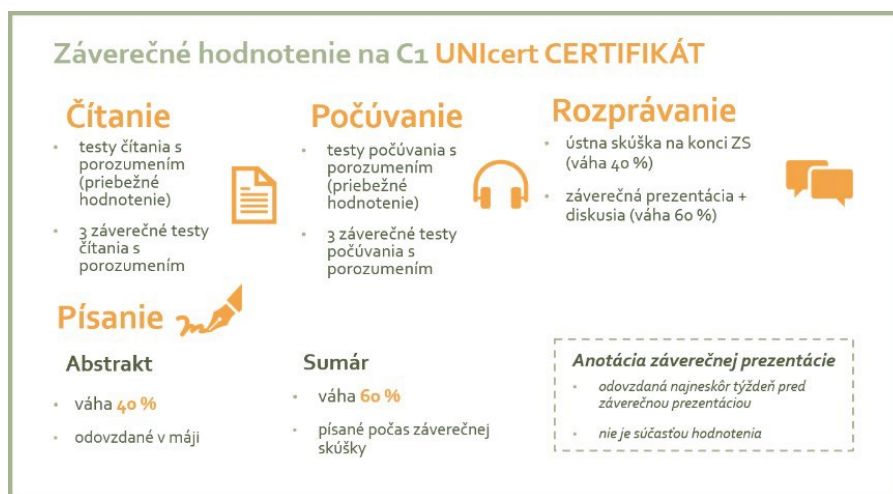 Záverečné hodnotenie na C1 UNIcert CERTIFIKÁT
Čítanie
testy čítania s
porozumením
(priebežné
hodnotenie)
3 záverečné testy
čítania s
porozumením
Počúvanie
testy počúvania s
porozumením
(priebežné
hodnotenie)
3 záverečné testy
počúvania s
porozumením
Rozprávanie
ústna skúška na konci ZS
(váha 40 %)
záverečná prezentácia +
diskusia (váha 60 %)
Písanie
Abstrakt
váha 40 %
odovzdané v máji
Sumár
váha 60 %
písané počas záverečnej
skúšky
Anotácia záverečnej prezentácie
odovzdaná najneskôr týždeň pred
záverečnou prezentáciou
nie je súčasťou hodnotenia